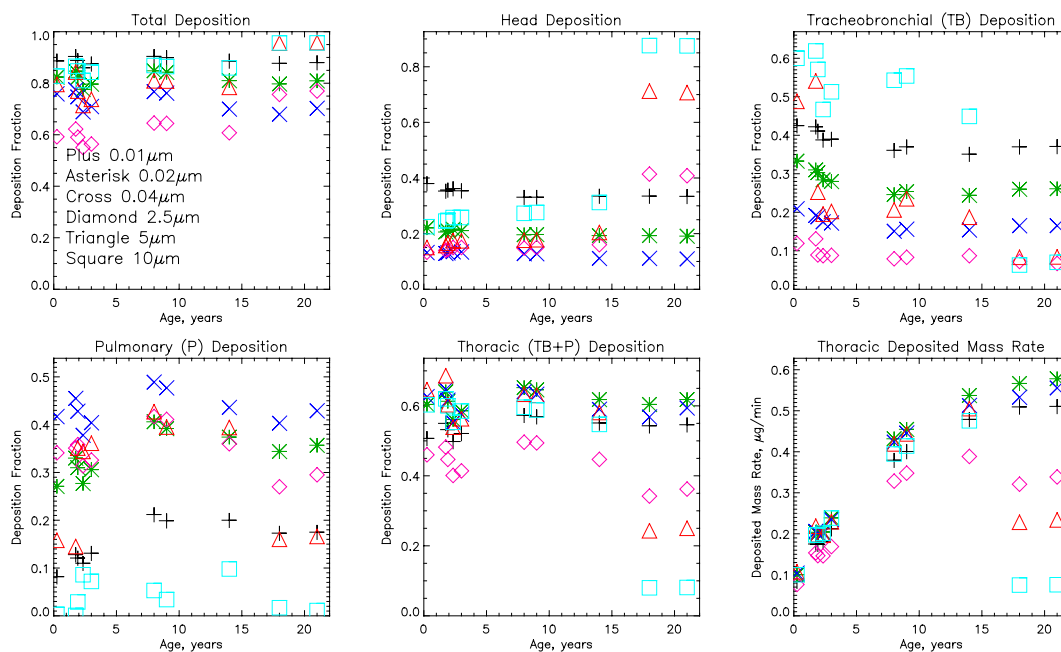 Total Deposition
Head Deposition
Tracheobronchial (TB) Deposition
Deposition Fraction
1.0
0.8
0.6
0.4
0.2
0.0
Plus 0.01μm
Asterisk 0.02μm
Cross 0.04μm
Diamond 2.5μm
Triangle 5μm
Square 10μm
0 5 10 15 20
Age, years
Deposition Fraction
0.8
0.6
0.4
0.2
0.0
0 5 10 15 20
Age, years
Deposition Fraction
0.7
0.6
0.5
0.4
0.3
0.2
0.1
0.0
0 5 10 15 20
Age, years
Pulmonary (P) Deposition
Thoracic (TB+P) Deposition
Thoracic Deposited Mass Rate
Deposition Fraction
0.5
0.4
0.3
0.2
0.1
0.0
0 5 10 15 20
Age, years
Deposition Fraction
0.6
0.4
0.2
0.0
0 5 10 15 20
Age, years
Deposited Mass Rate, μg/min
0.6
0.5
0.4
0.3
0.2
0.1
0.0
0 5 10 15 20
Age, years